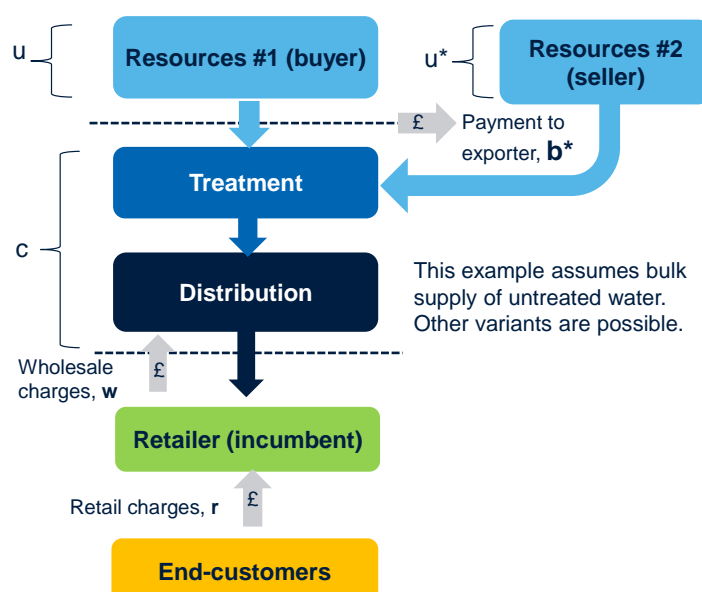 u
Resources #1 (buyer)
u*
Resources #2
(seller)
£
Payment to
exporter, b*
Treatment
c
Distribution
This example assumes bulk
supply of untreated water.
Other variants are possible.
Wholesale
charges, w
£
Retailer (incumbent)
Retail charges, r
£
End-customers